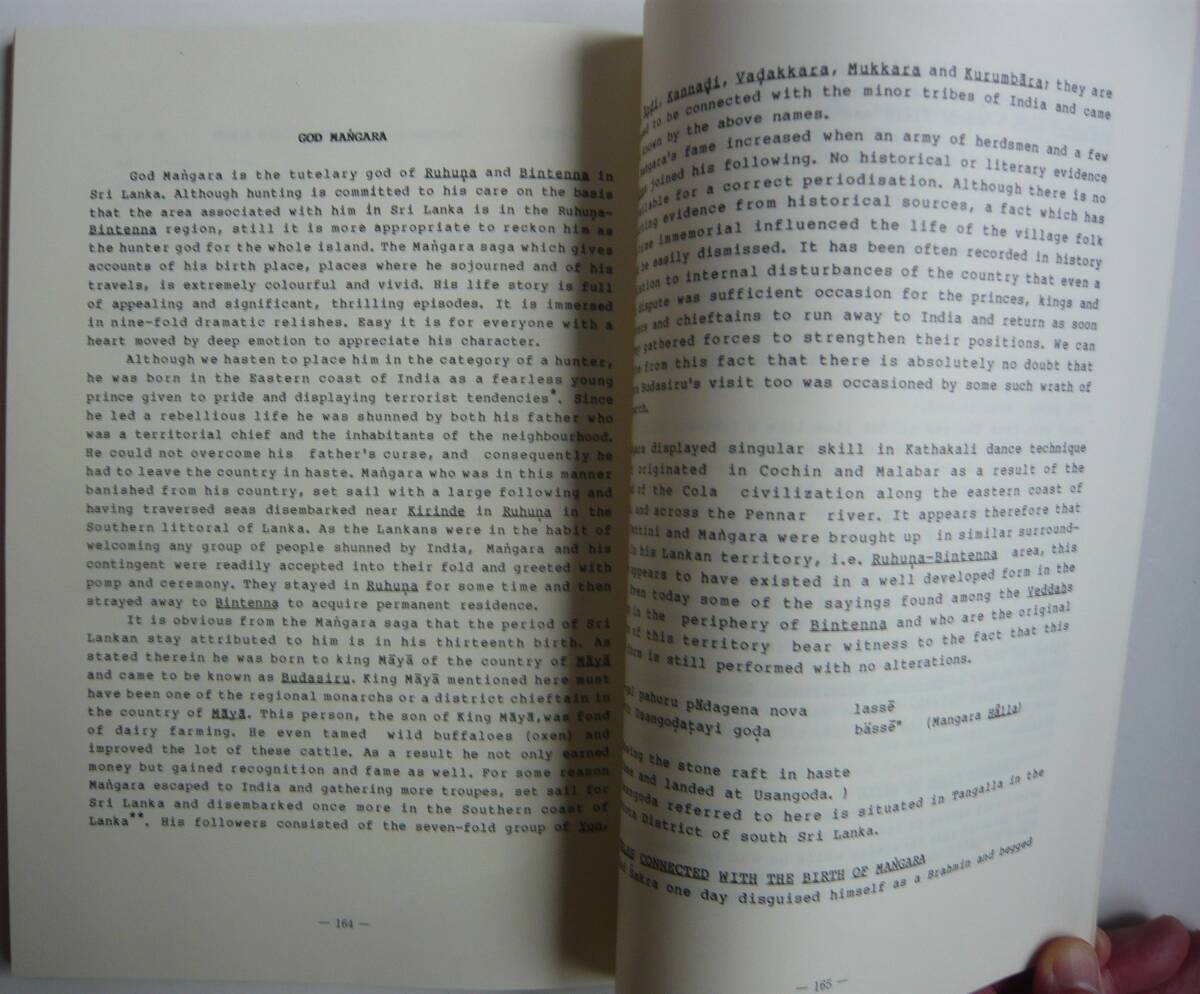 GOD MAṄGARA
God Maṅgara is the tutelary god of Ruhuṇa and Bintenna in
Sri Lanka. Although hunting is committed to his care on the basis
that the area associated with him in Sri Lanka is in the Ruhuṇa-
Bintenna region, still it is more appropriate to reckon him as
the hunter god for the whole island. The Maṅgara saga which gives
accounts of his birth place, places where he sojourned and of his
travels, is extremely colourful and vivid. His life story is full
of appealing and significant, thrilling episodes. It is immersed
in nine-fold dramatic relishes. Easy it is for everyone with a
heart moved by deep emotion to appreciate his character.
Although we hasten to place him in the category of a hunter,
he was born in the Eastern coast of India as a fearless young
prince given to pride and displaying terrorist tendencies*. Since
he led a rebellious life he was shunned by both his father who
was a territorial chief and the inhabitants of the neighbourhood.
He could not overcome his father's curse, and consequently he
had to leave the country in haste. Maṅgara who was in this manner
banished from his country, set sail with a large following and
having traversed seas disembarked near Kirinde in Ruhuṇa in the
Southern littoral of Lanka. As the Lankans were in the habit of
welcoming any group of people shunned by India, Maṅgara and his
contingent were readily accepted into their fold and greeted with
pomp and ceremony. They stayed in Ruhuṇa for some time and then
strayed away to Bintenna to acquire permanent residence.
It is obvious from the Maṅgara saga that the period of Sri
Lankan stay attributed to him is in his thirteenth birth. As
stated therein he was born to king Māyā of the country of Māyā
and came to be known as Budasiru. King Māyā mentioned here must
have been one of the regional monarchs or a district chieftain in
the country of Māyā. This person, the son of King Māyā, was fond
of dairy farming. He even tamed wild buffaloes (oxen) and
improved the lot of these cattle. As a result he not only earned
money but gained recognition and fame as well. For some reason
Maṅgara escaped to India and gathering more troupes, set sail for
Sri Lanka and disembarked once more in the Southern coast of
Lanka**. His followers consisted of the seven-fold group of Yon,
— 164 —
Kannaḍi, Vaḍakkara, Mukkara and Kurumbāra; they are
to be connected with the minor tribes of India and came
known by the above names.
aṅgara's fame increased when an army of herdsmen and a few
joined his following. No historical or literary evidence
ilable for a correct periodisation. Although there is no
evidence from historical sources, a fact which has
immemorial influenced the life of the village folk
be easily dismissed. It has been often recorded in history
ation to internal disturbances of the country that even a
dispute was sufficient occasion for the princes, kings and
and chieftains to run away to India and return as soon
gathered forces to strengthen their positions. We can
from this fact that there is absolutely no doubt that
Budasiru's visit too was occasioned by some such wrath of
arch.
gara displayed singular skill in Kathakali dance technique
originated in Cochin and Malabar as a result of the
of the Cola civilization along the eastern coast of
and across the Pennar river. It appears therefore that
ttini and Maṅgara were brought up in similar surround-
In his Lankan territory, i.e. Ruhuṇa-Bintenna area, this
appears to have existed in a well developed form in the
Even today some of the sayings found among the Veddahs
in the periphery of Bintenna and who are the original
of this territory bear witness to the fact that this
form is still performed with no alterations.
pahuru pädagena nova lassē
Usangoḍaṭayi goḍa bässē* (Mangara Hälla)
the stone raft in haste
and landed at Usangoda. )
sangoda referred to here is situated in Tangalla in the
District of south Sri Lanka.
CONNECTED WITH THE BIRTH OF MAṄGARA
Sakra one day disguised himself as a Brahmin and begged
— 165 —